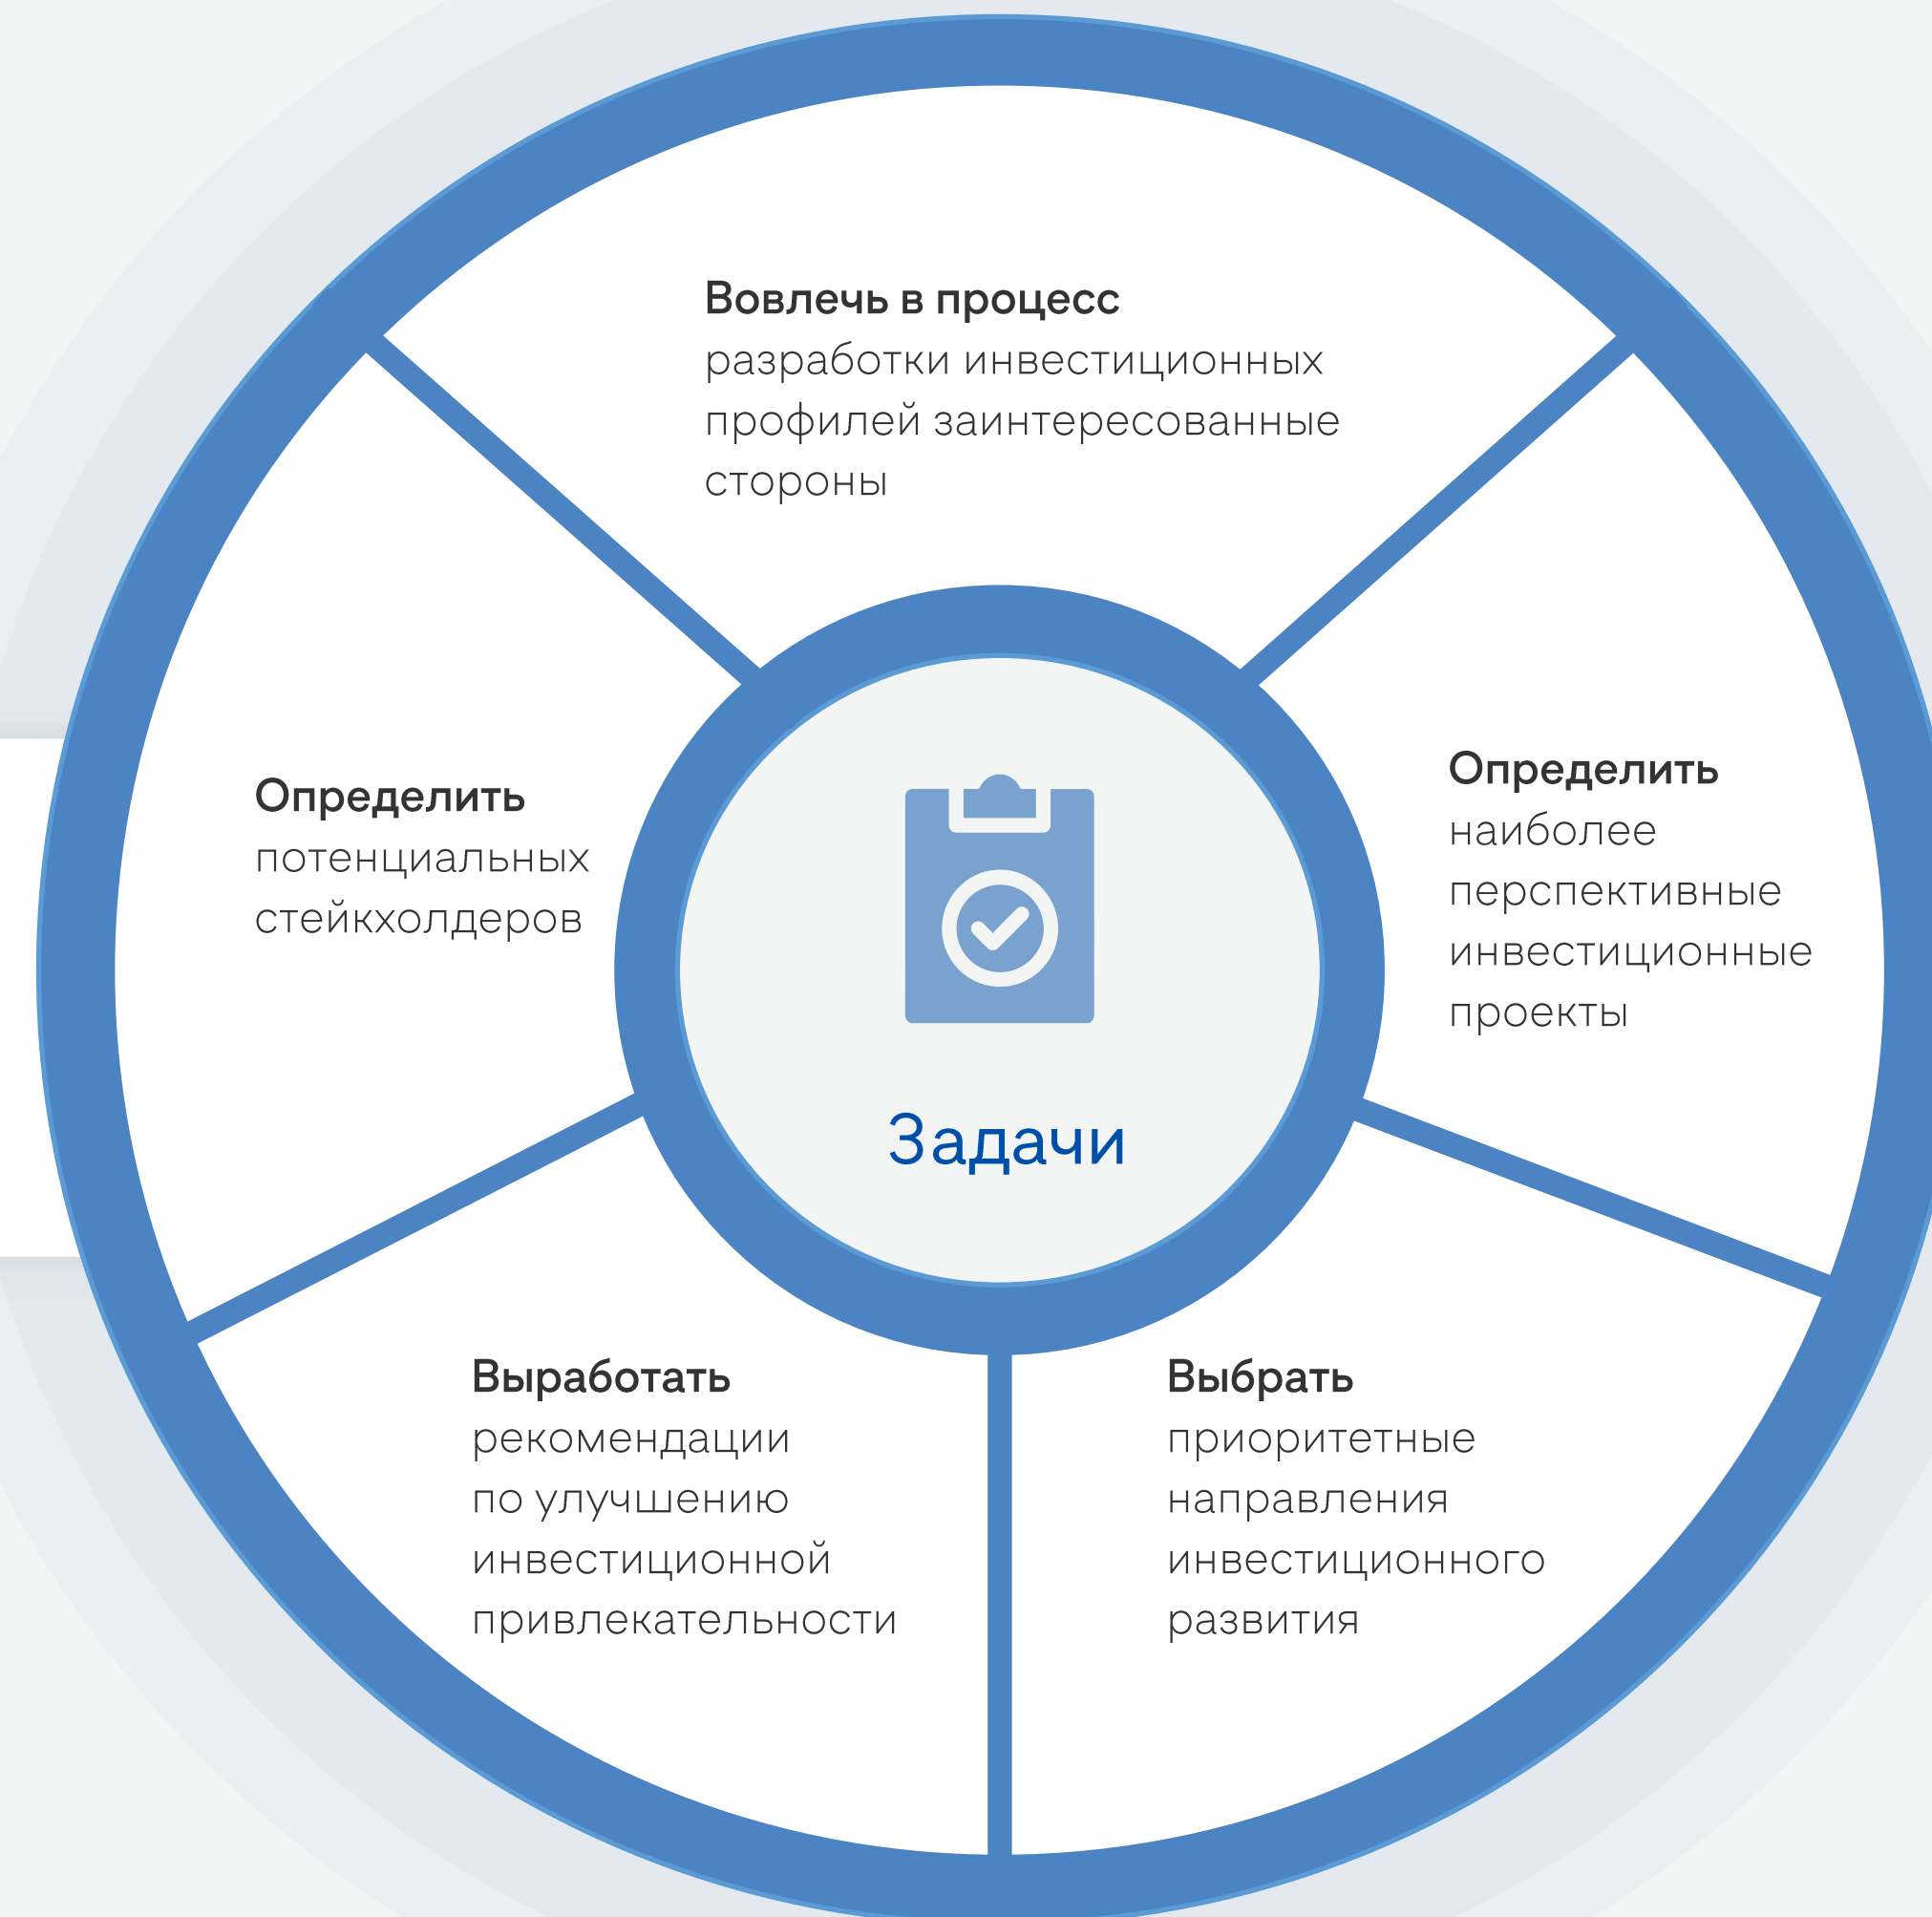 Вовлечь в процесс
разработки инвестиционных
профилей заинтересованные
стороны
Определить
наиболее
перспективные
инвестиционные
проекты
Выбрать
приоритетные
направления
инвестиционного
развития
Выработать
рекомендации
по улучшению
инвестиционной
привлекательности
Определить
потенциальных
стейкхолдеров
Задачи